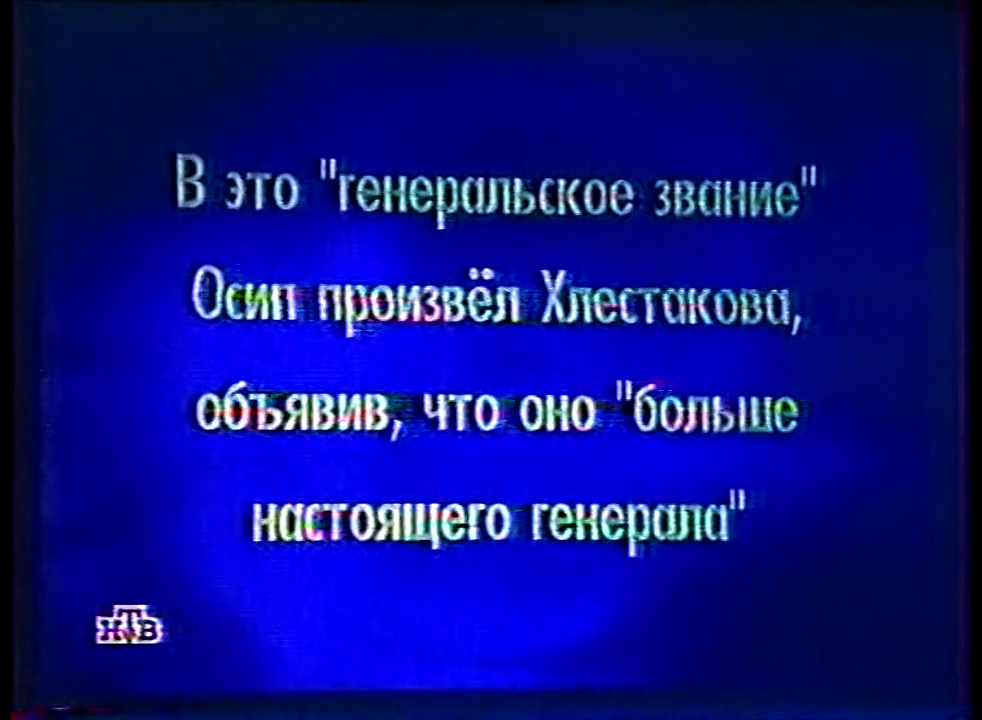 В это "генеральское звание"
Осип произвёл Хлестакова,
объявив, что оно "больше
настоящего генерала"
НТВ